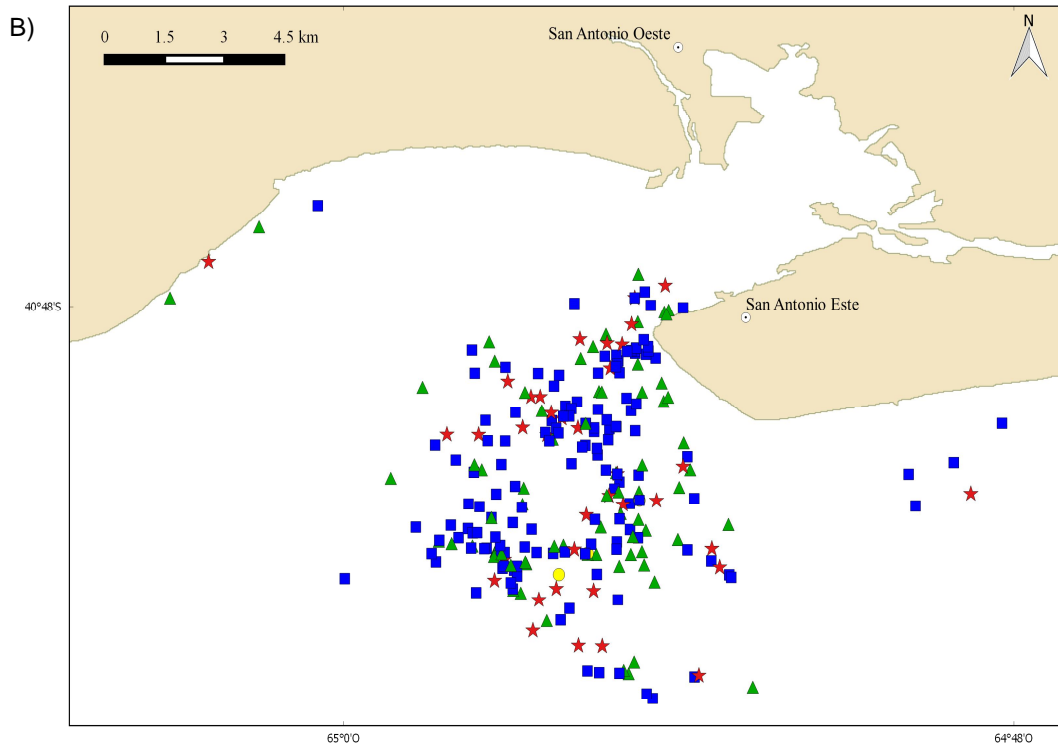 B)
0 1.5 3 4.5 km
San Antonio Oeste
N
40°48'S
San Antonio Este
65°0'O
64°48'O